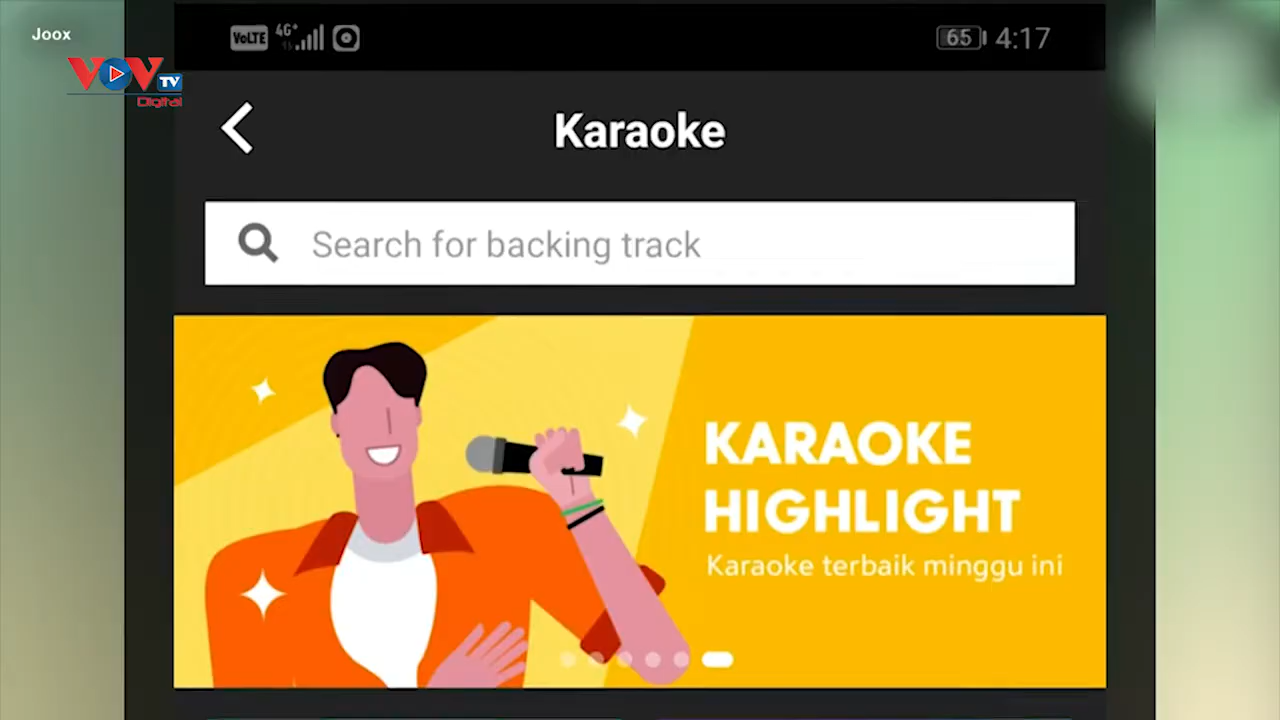 Joox
VOV TV
Digital
VoLTE 4G+ 65 4:17
Karaoke
Search for backing track
KARAOKE
HIGHLIGHT
Karaoke terbaik minggu ini